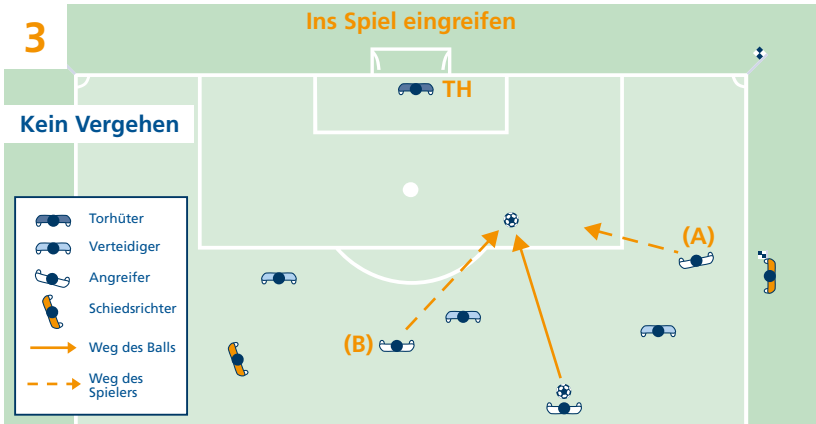 3
Ins Spiel eingreifen
TH
Kein Vergehen
(A)
(B)
Torhüter
Verteidiger
Angreifer
Schiedsrichter
Weg des Balls
Weg des
Spielers